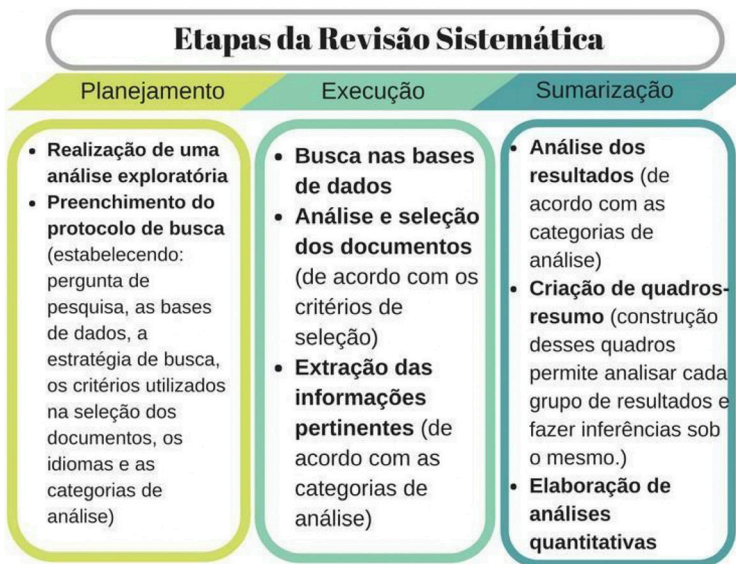 Etapas da Revisão Sistemática
Planejamento
Execução
Sumarização
• Realização de uma
análise exploratória
• Preenchimento do
protocolo de busca
(estabelecendo:
pergunta de
pesquisa, as bases
de dados, a
estratégia de busca,
os critérios utilizados
na seleção dos
documentos, os
idiomas e as
categorias de
análise)
• Busca nas bases
de dados
• Análise e seleção
dos documentos
(de acordo com os
critérios de
seleção)
• Extração das
informações
pertinentes (de
acordo com as
categorias de
análise)
• Análise dos
resultados (de
acordo com as
categorias de
análise)
• Criação de quadros-
resumo (construção
desses quadros
permite analisar cada
grupo de resultados e
fazer inferências sob
o mesmo.)
• Elaboração de
análises
quantitativas